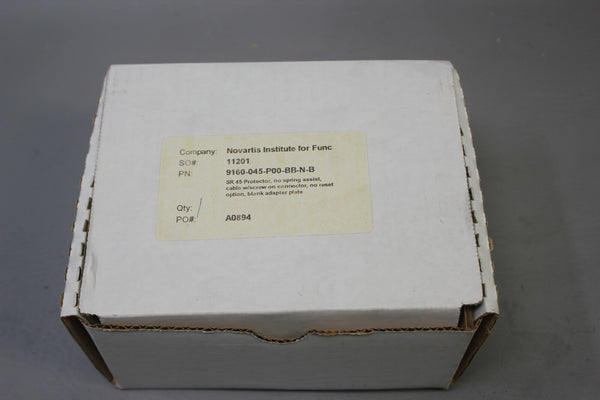 Company: Novartis Institute for Func
SO#: 11201
PN: 9160-045-P00-BB-N-B
SR 45 Protector, no spring assist,
cable w/screw on connector, no reset
option, blank adapter plate
Qty: 1
PO#: A0894